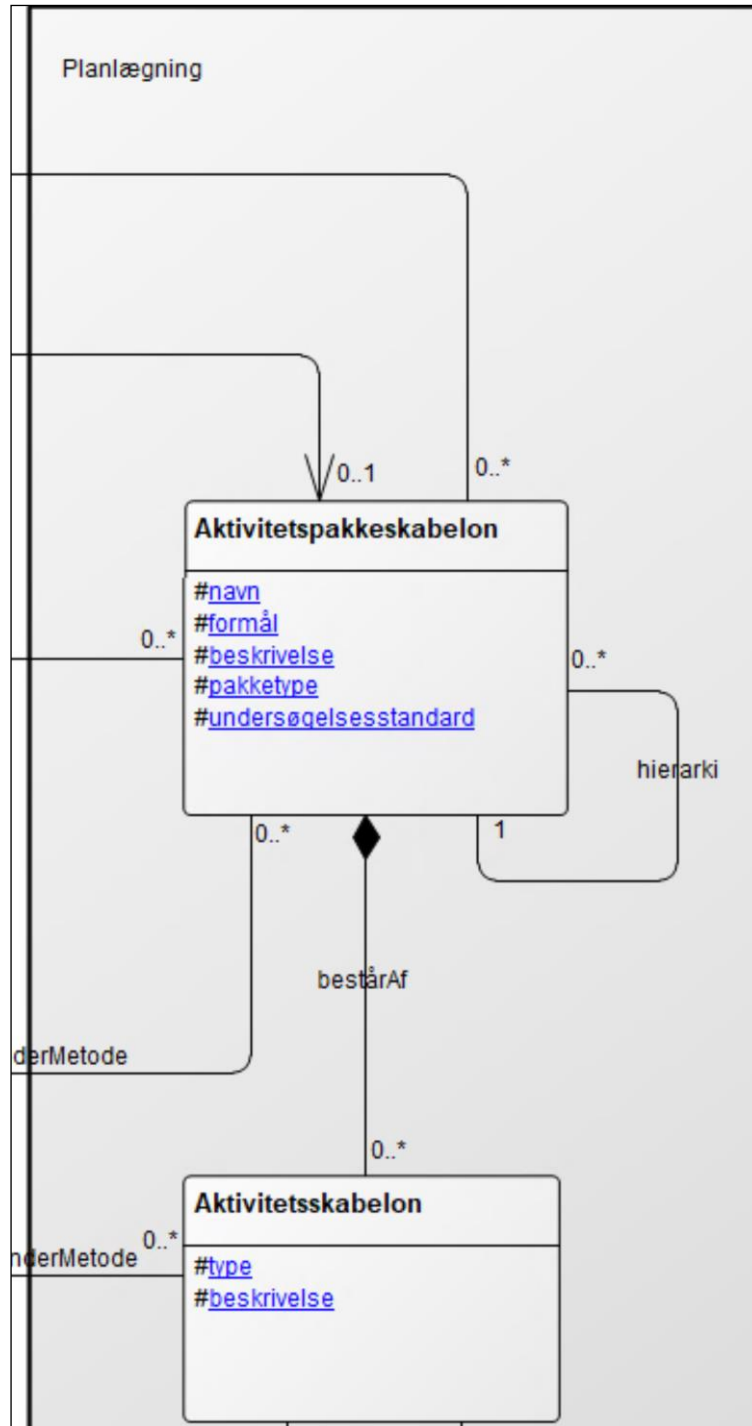 Planlægning
0..1
0..*
Aktivitetspakkeskabelon
#navn
#formål
#beskrivelse
#pakketype
#undersøgelsesstandard
0..*
0..*
hierarki
0..*
1
bestårAf
derMetode
0..*
Aktivitetsskabelon
0..*
nderMetode
#type
#beskrivelse